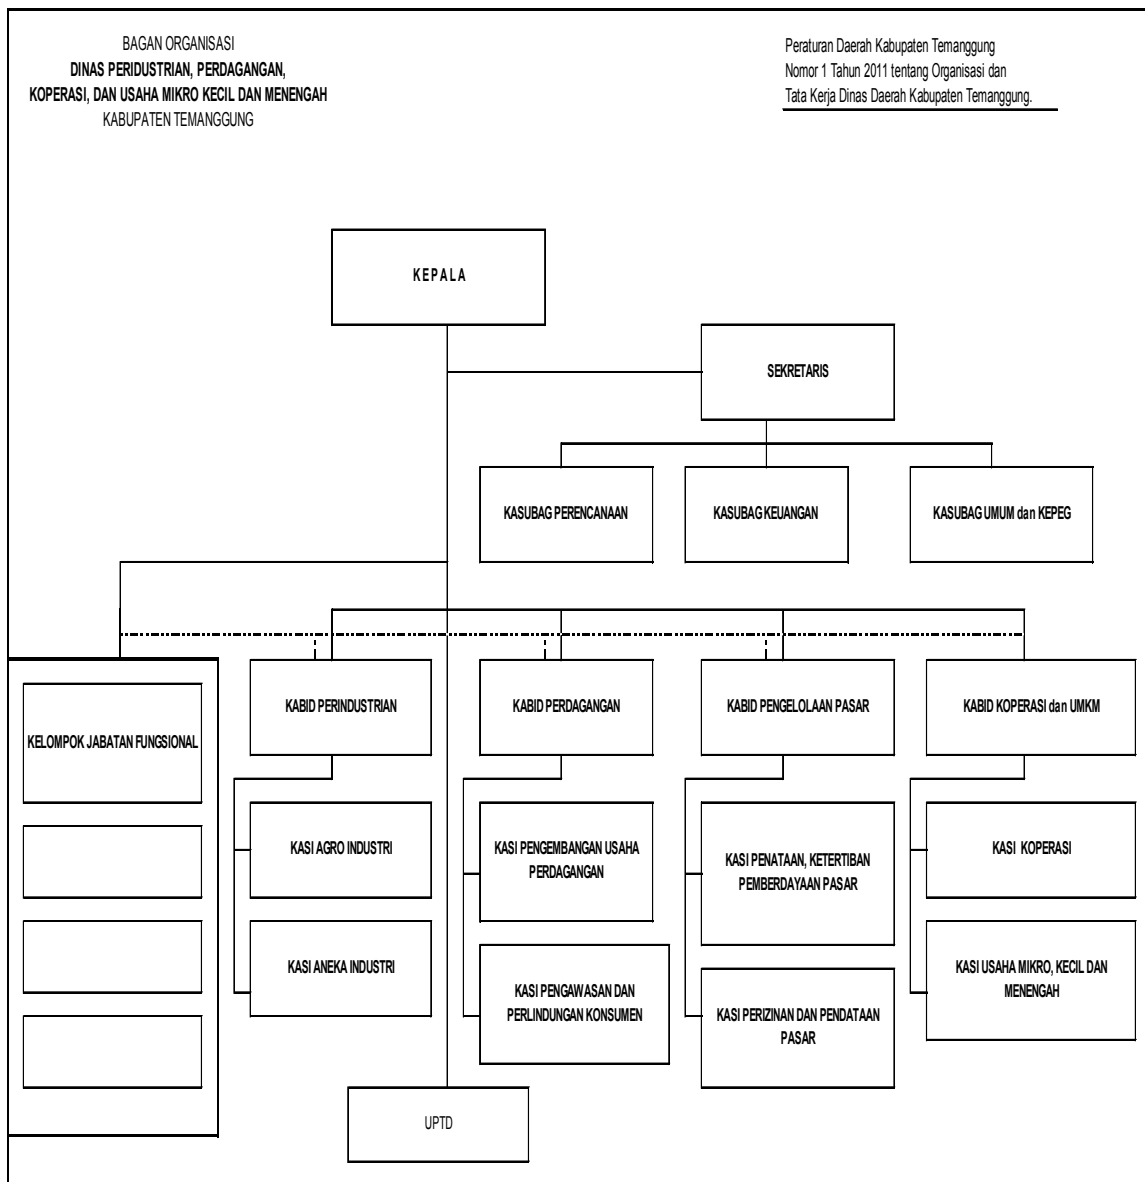 BAGAN ORGANISASI
DINAS PERIDUSTRIAN, PERDAGANGAN,
KOPERASI, DAN USAHA MIKRO KECIL DAN MENENGAH
KABUPATEN TEMANGGUNG
Peraturan Daerah Kabupaten Temanggung
Nomor 1 Tahun 2011 tentang Organisasi dan
Tata Kerja Dinas Daerah Kabupaten Temanggung.
KEPALA
SEKRETARIS
KASUBAG PERENCANAAN
KASUBAG KEUANGAN
KASUBAG UMUM dan KEPEG
KELOMPOK JABATAN FUNGSIONAL
KABID PERINDUSTRIAN
KABID PERDAGANGAN
KABID PENGELOLAAN PASAR
KABID KOPERASI dan UMKM
KASI AGRO INDUSTRI
KASI PENGEMBANGAN USAHA
PERDAGANGAN
KASI PENATAAN, KETERTIBAN
PEMBERDAYAAN PASAR
KASI KOPERASI
KASI ANEKA INDUSTRI
KASI PENGAWASAN DAN
PERLINDUNGAN KONSUMEN
KASI PERIZINAN DAN PENDATAAN
PASAR
KASI USAHA MIKRO, KECIL DAN
MENENGAH
UPTD